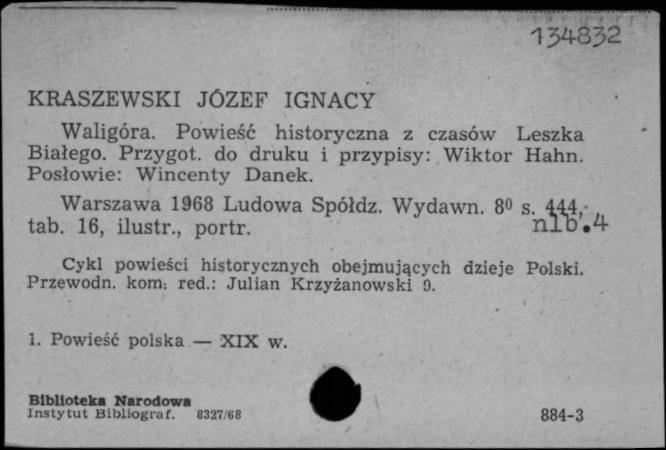 134832
KRASZEWSKI JÓZEF IGNACY
Waligóra. Powieść historyczna z czasów Leszka
Białego. Przygot. do druku i przypisy: Wiktor Hahn.
Posłowie: Wincenty Danek.
Warszawa 1968 Ludowa Spółdz. Wydawn. 8⁰ s. 444,
tab. 16, ilustr., portr. nlb.4
Cykl powieści historycznych obejmujących dzieje Polski.
Przewodn. kom. red.: Julian Krzyżanowski 9.
1. Powieść polska — XIX w.
Biblioteka Narodowa
Instytut Bibliograf. 8327/68 884-3